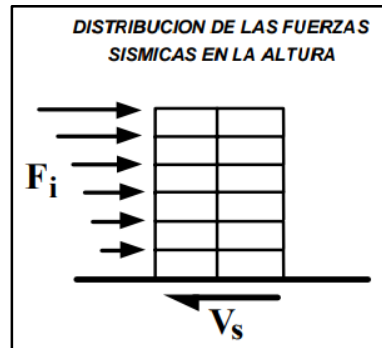 DISTRIBUCION DE LAS FUERZAS
SISMICAS EN LA ALTURA
Fi
Vs